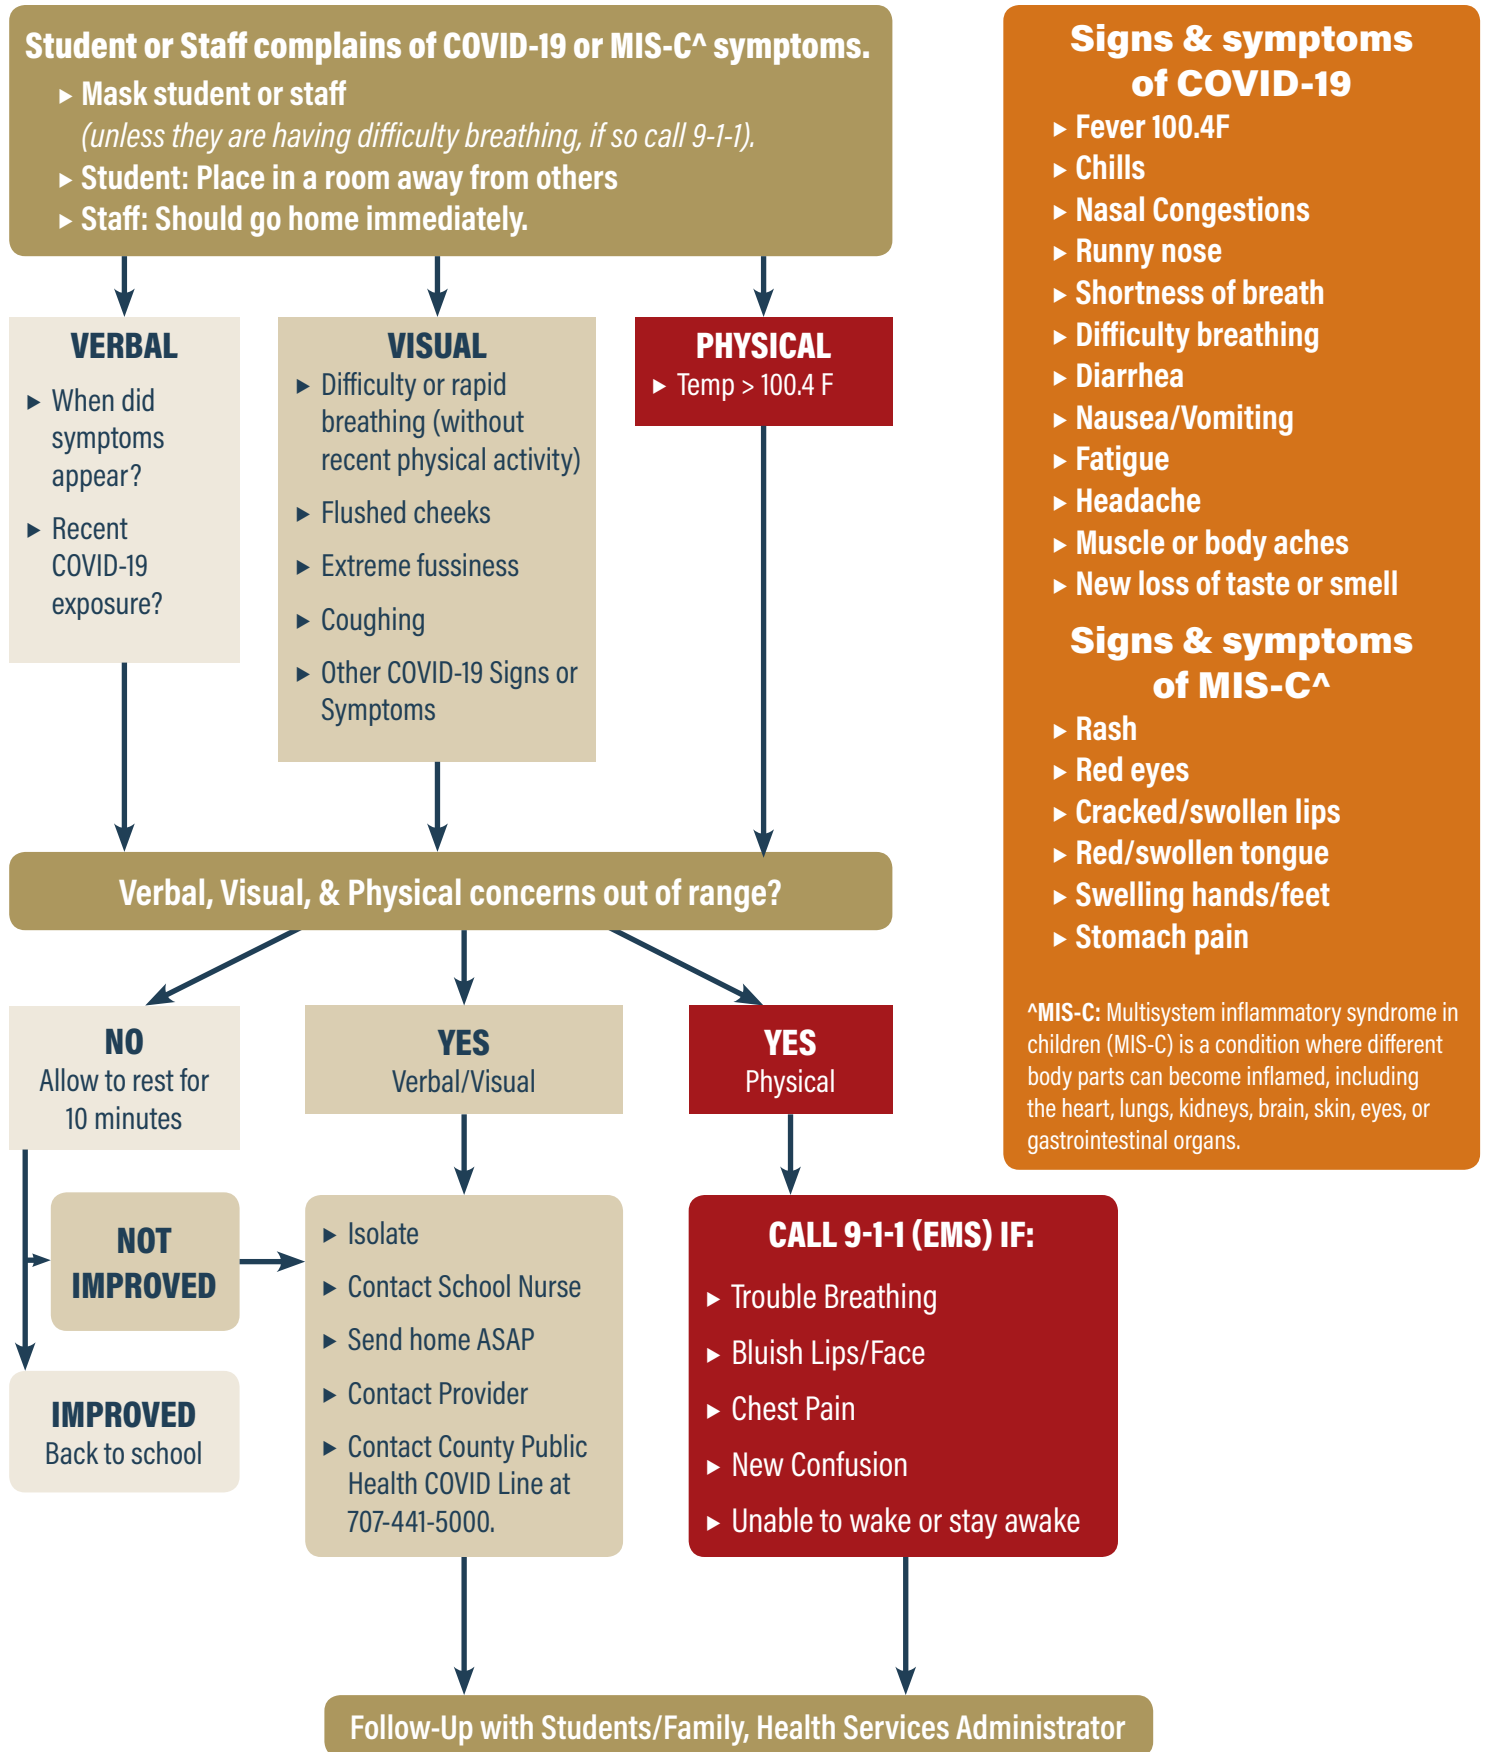 Student or Staff complains of COVID-19 or MIS-C^ symptoms.
▸ Mask student or staff
(unless they are having difficulty breathing, if so call 9-1-1).
▸ Student: Place in a room away from others
▸ Staff: Should go home immediately.
VERBAL
▸ When did
symptoms
appear?
▸ Recent
COVID-19
exposure?
VISUAL
▸ Difficulty or rapid
breathing (without
recent physical activity)
▸ Flushed cheeks
▸ Extreme fussiness
▸ Coughing
▸ Other COVID-19 Signs or
Symptoms
PHYSICAL
▸ Temp > 100.4 F
Verbal, Visual, & Physical concerns out of range?
NO
Allow to rest for
10 minutes
YES
Verbal/Visual
YES
Physical
NOT
IMPROVED
IMPROVED
Back to school
▸ Isolate
▸ Contact School Nurse
▸ Send home ASAP
▸ Contact Provider
▸ Contact County Public
Health COVID Line at
707-441-5000.
CALL 9-1-1 (EMS) IF:
▸ Trouble Breathing
▸ Bluish Lips/Face
▸ Chest Pain
▸ New Confusion
▸ Unable to wake or stay awake
Follow-Up with Students/Family, Health Services Administrator
Signs & symptoms
of COVID-19
▸ Fever 100.4F
▸ Chills
▸ Nasal Congestions
▸ Runny nose
▸ Shortness of breath
▸ Difficulty breathing
▸ Diarrhea
▸ Nausea/Vomiting
▸ Fatigue
▸ Headache
▸ Muscle or body aches
▸ New loss of taste or smell
Signs & symptoms
of MIS-C^
▸ Rash
▸ Red eyes
▸ Cracked/swollen lips
▸ Red/swollen tongue
▸ Swelling hands/feet
▸ Stomach pain
^MIS-C: Multisystem inflammatory syndrome in
children (MIS-C) is a condition where different
body parts can become inflamed, including
the heart, lungs, kidneys, brain, skin, eyes, or
gastrointestinal organs.